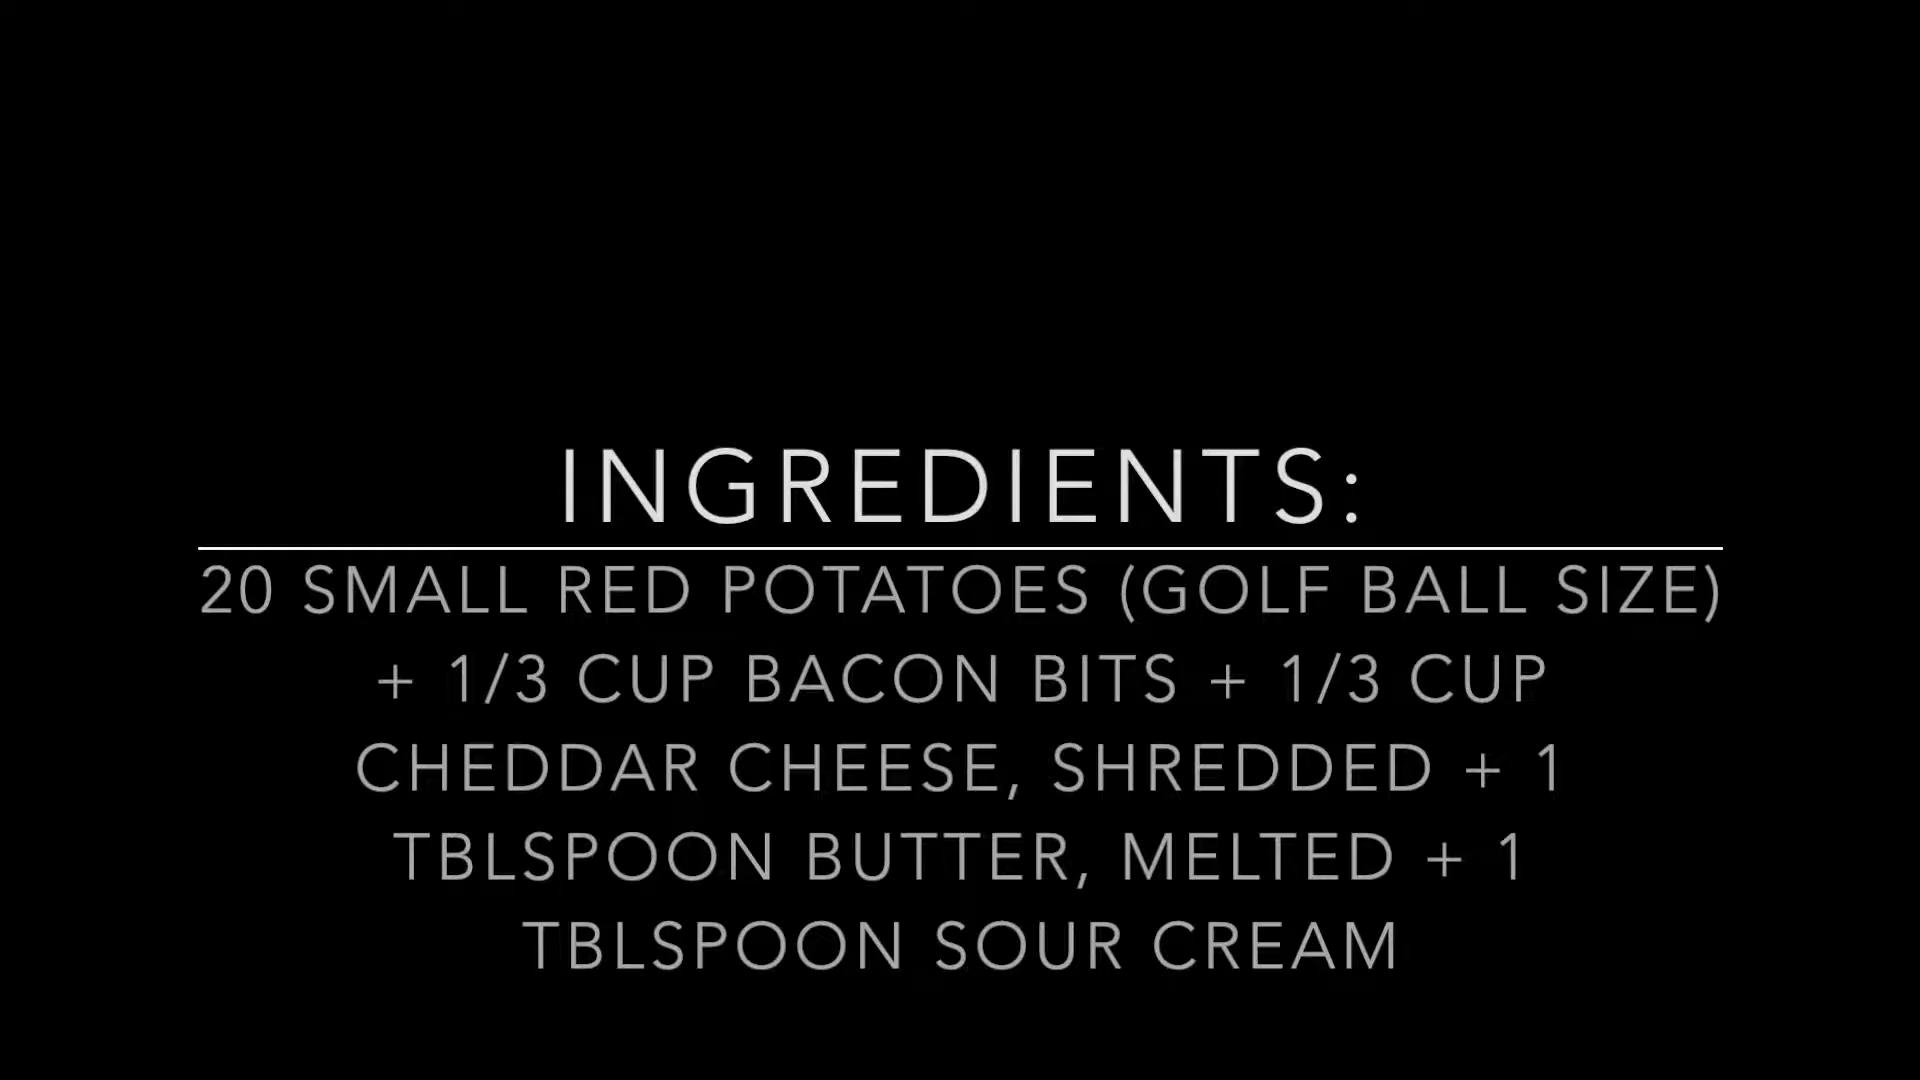 INGREDIENTS:
20 SMALL RED POTATOES (GOLF BALL SIZE)
+ 1/3 CUP BACON BITS + 1/3 CUP
CHEDDAR CHEESE, SHREDDED + 1
TBLSPOON BUTTER, MELTED + 1
TBLSPOON SOUR CREAM